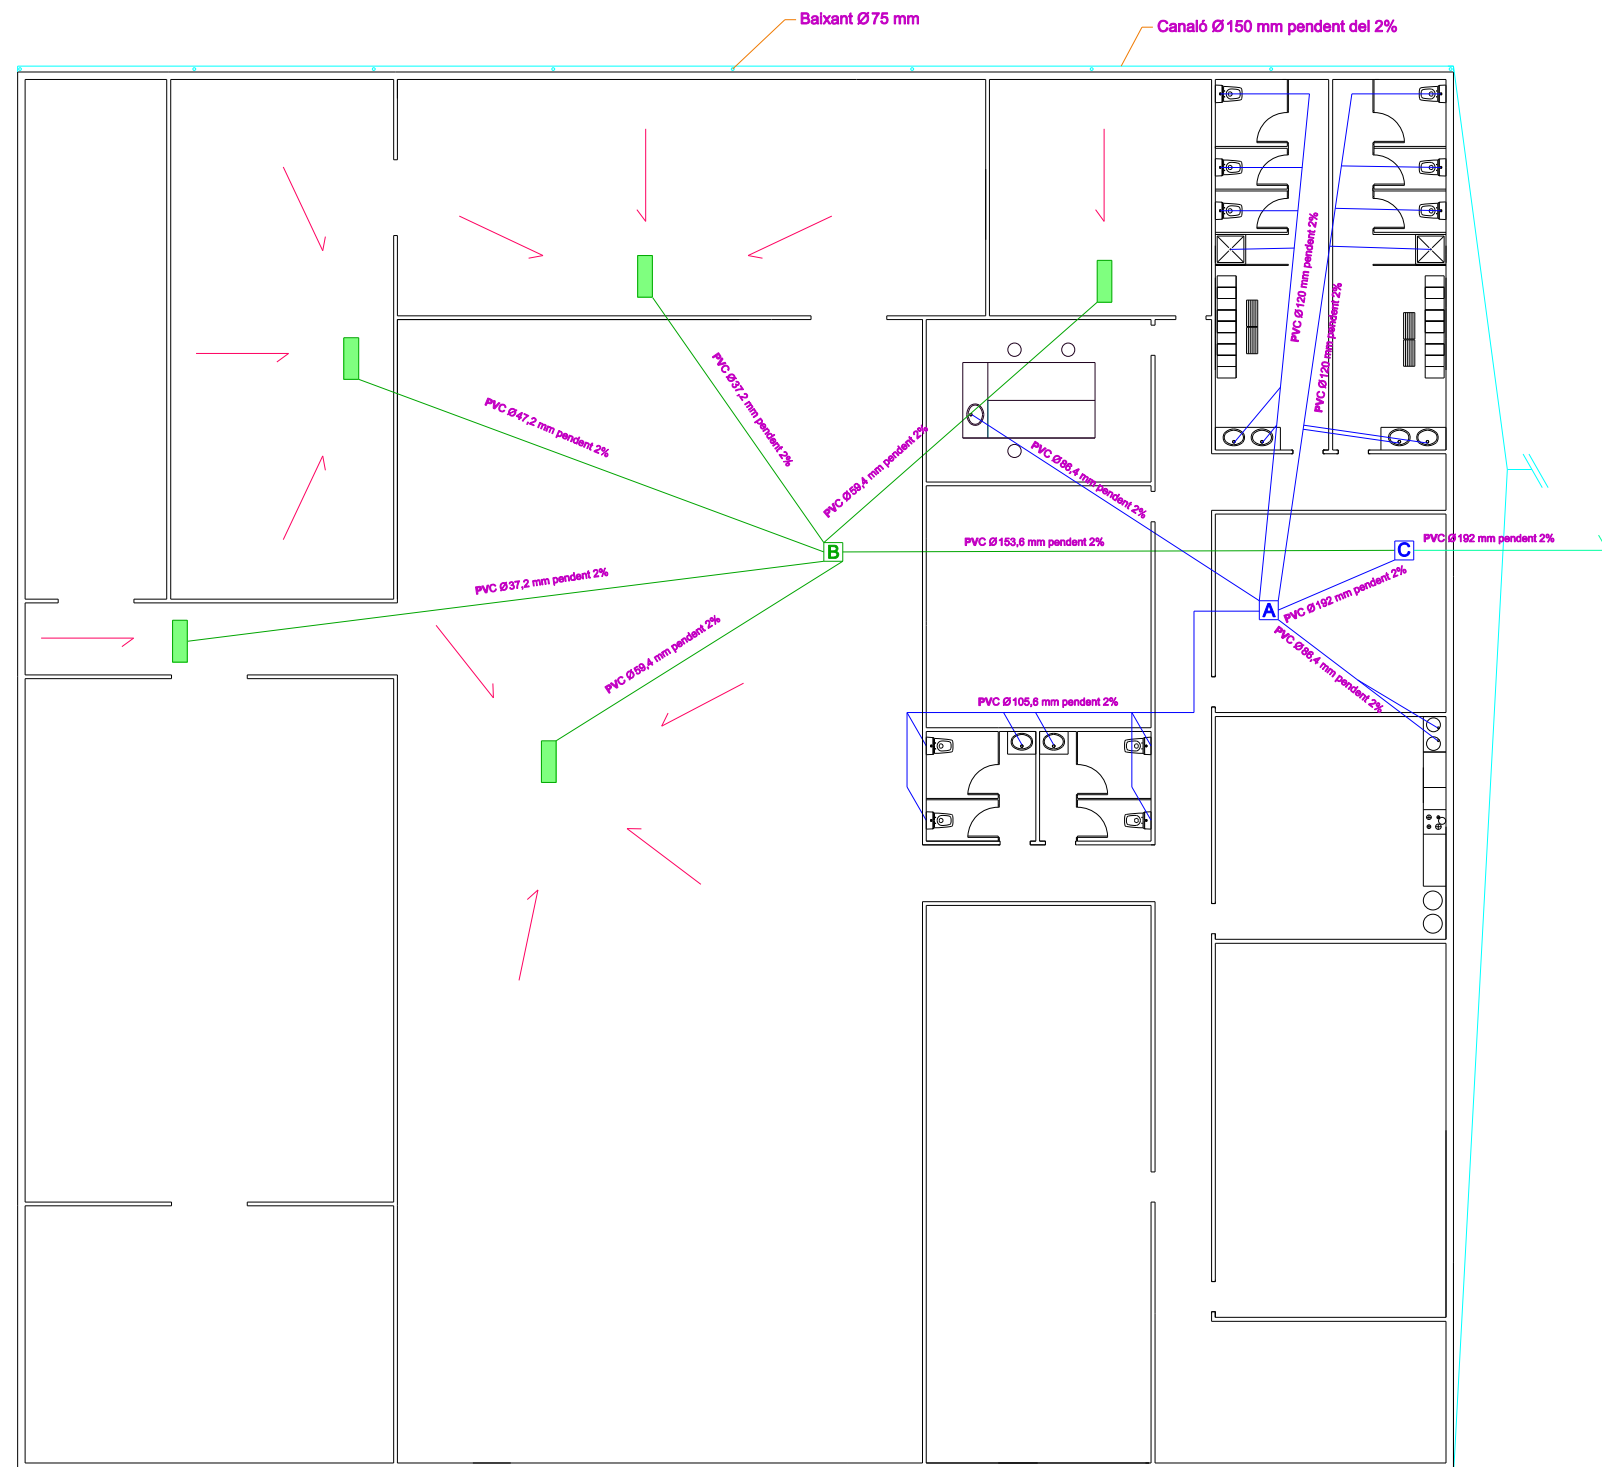 Baixant Ø75 mm
Canaló Ø150 mm pendent del 2%
PVC Ø120 mm pendent 2%
PVC Ø120 mm pendent 2%
PVC Ø37,2 mm pendent 2%
PVC Ø47,2 mm pendent 2%
PVC Ø59,4 mm pendent 2%
PVC Ø86,4 mm pendent 2%
B
PVC Ø153,6 mm pendent 2%
C
PVC Ø192 mm pendent 2%
PVC Ø37,2 mm pendent 2%
A
PVC Ø192 mm pendent 2%
PVC Ø59,4 mm pendent 2%
PVC Ø86,4 mm pendent 2%
PVC Ø105,6 mm pendent 2%